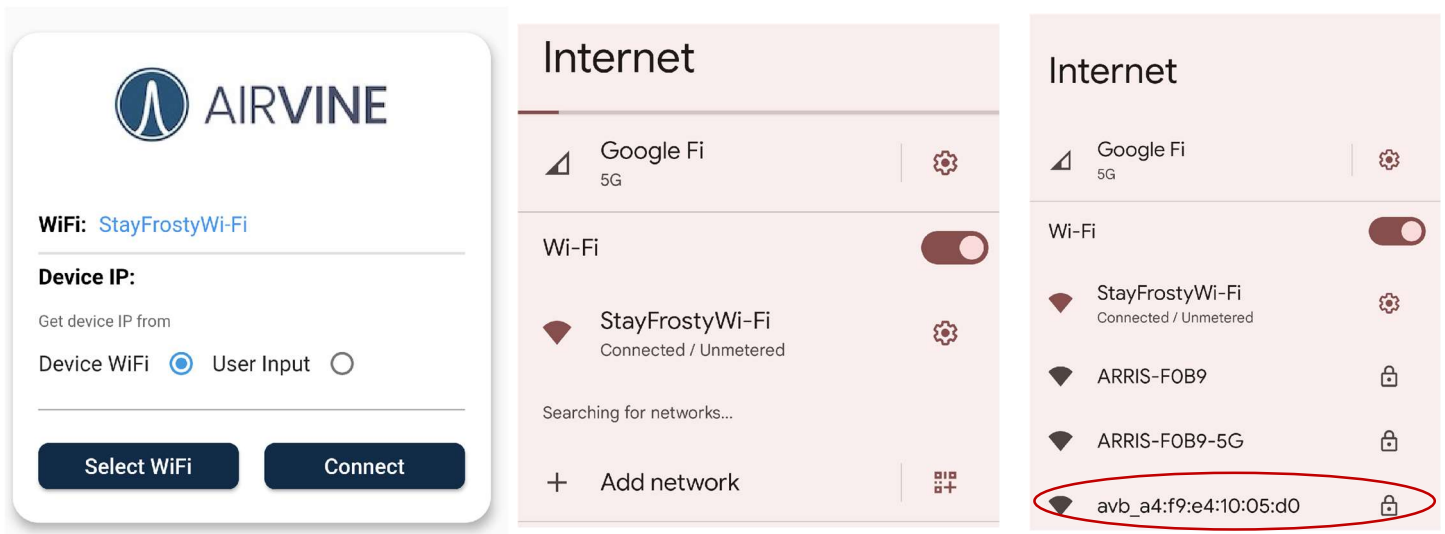 AIRVINE
WiFi: StayFrostyWi-Fi
Device IP:
Get device IP from
Device WiFi User Input
Select WiFi Connect
Internet
Google Fi
5G
Wi-Fi
StayFrostyWi-Fi
Connected / Unmetered
Searching for networks...
+ Add network
Internet
Google Fi
5G
Wi-Fi
StayFrostyWi-Fi
Connected / Unmetered
ARRIS-F0B9
ARRIS-F0B9-5G
avb_a4:f9:e4:10:05:d0